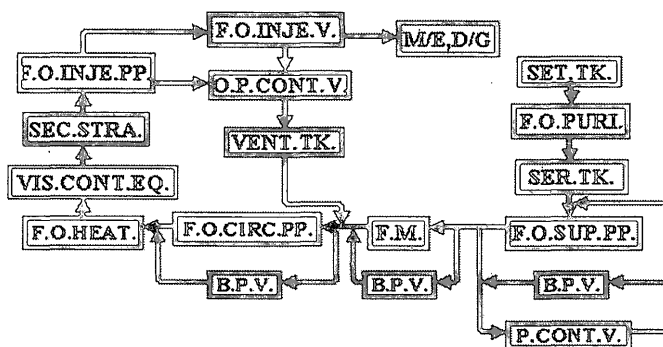 F.O.INJE.V.
M/E,D/G
F.O.INJE.PP.
O.P.CONT.V.
SET,TK.
SEC.STRA.
F.O.PURI.
VENT.TK.
VIS.CONT.EQ.
SER.TK.
F.O.HEAT.
F.O.CIRC.PP.
F.M.
F.O.SUP.PP.
B.P.V.
B.P.V.
B.P.V.
P.CONT.V.